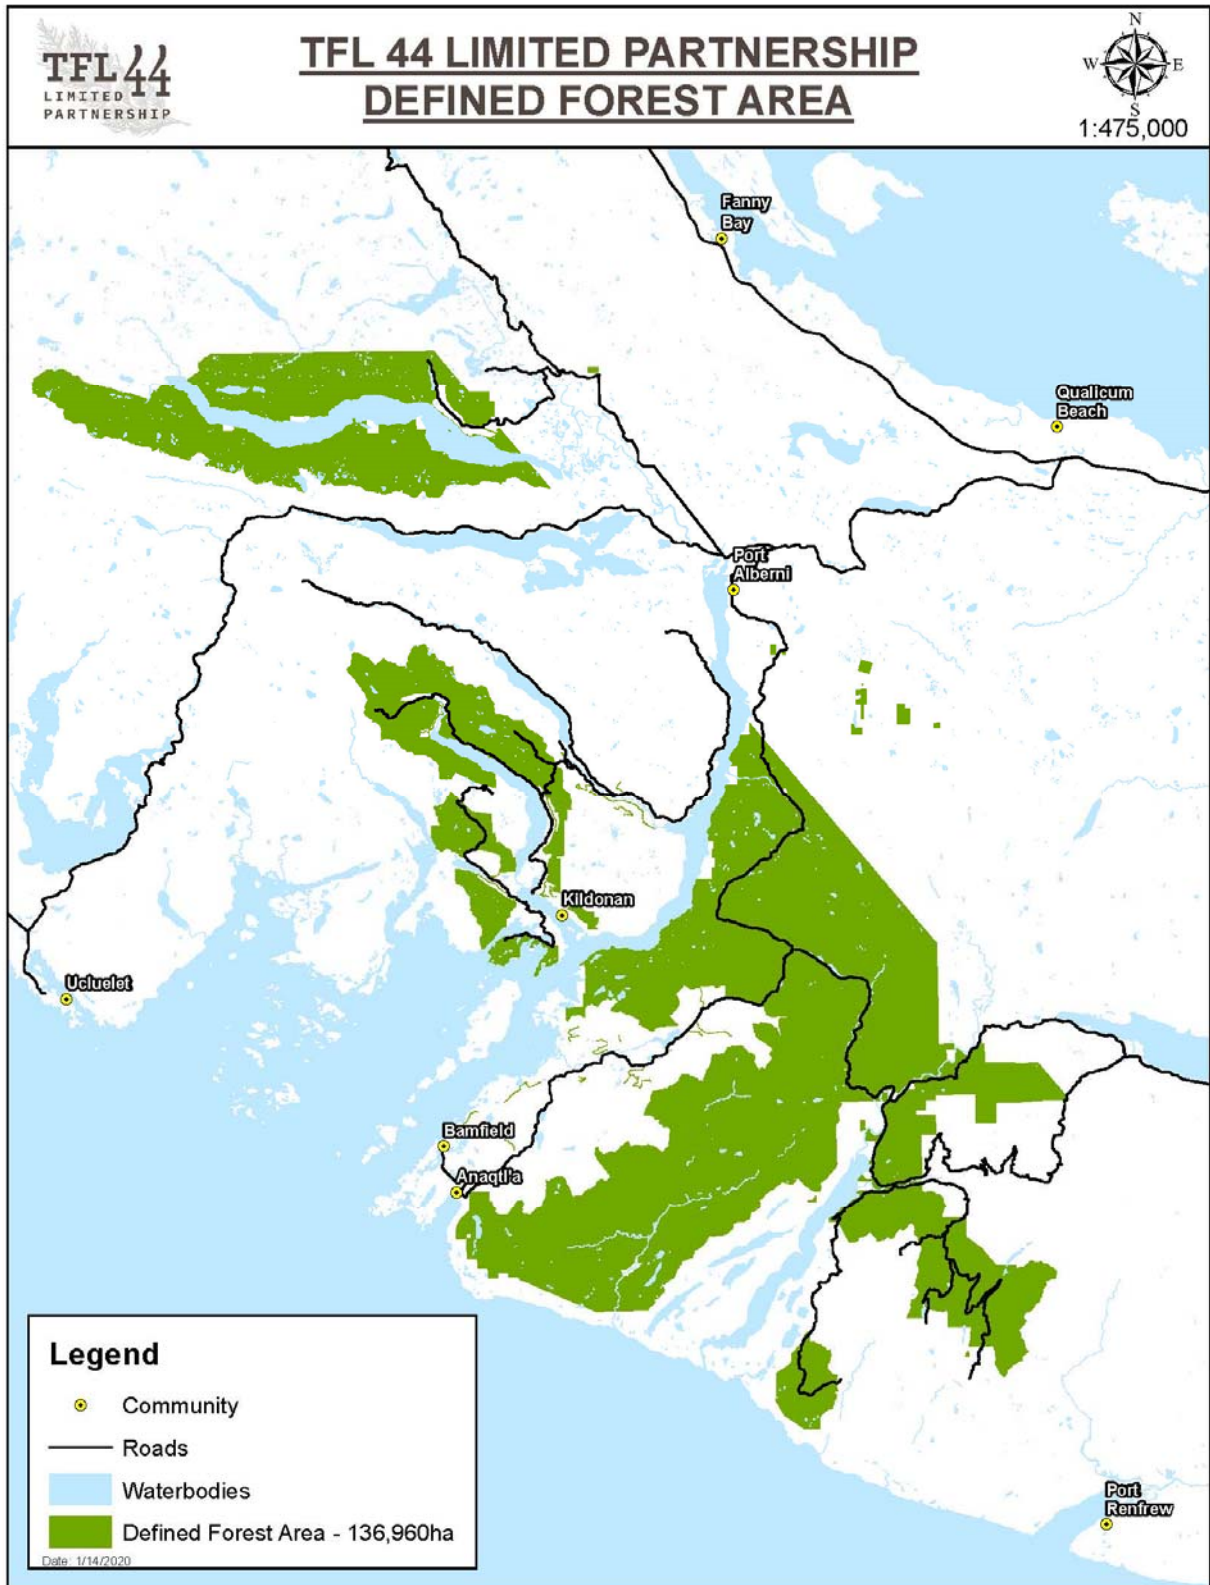 TFL 44
LIMITED
PARTNERSHIP
TFL 44 LIMITED PARTNERSHIP
DEFINED FOREST AREA
N
W
E
S
1:475,000
Fanny
Bay
Qualicum
Beach
Port
Alberni
Kildonan
Ucluelet
Bamfield
Anaqtl'a
Port
Renfrew
Legend
Community
Roads
Waterbodies
Defined Forest Area - 136,960ha
Date: 1/14/2020